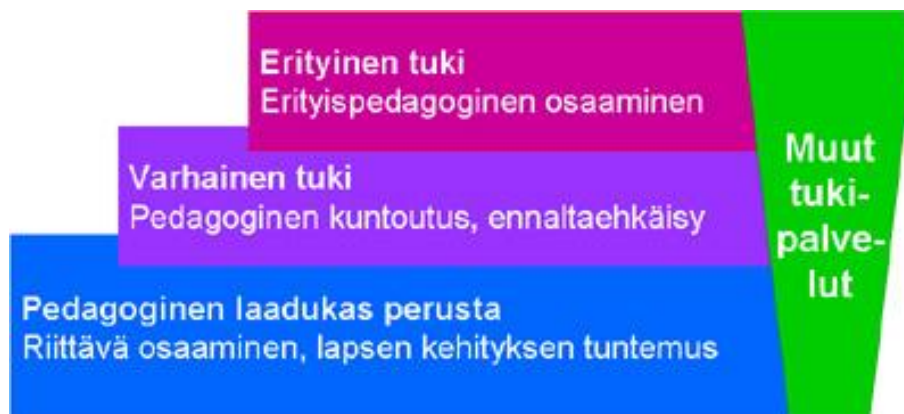 Erityinen tuki
Erityispedagoginen osaaminen
Varhainen tuki
Pedagoginen kuntoutus, ennaltaehkäisy
Pedagoginen laadukas perusta
Riittävä osaaminen, lapsen kehityksen tuntemus
Muut
tuki-
palve-
lut